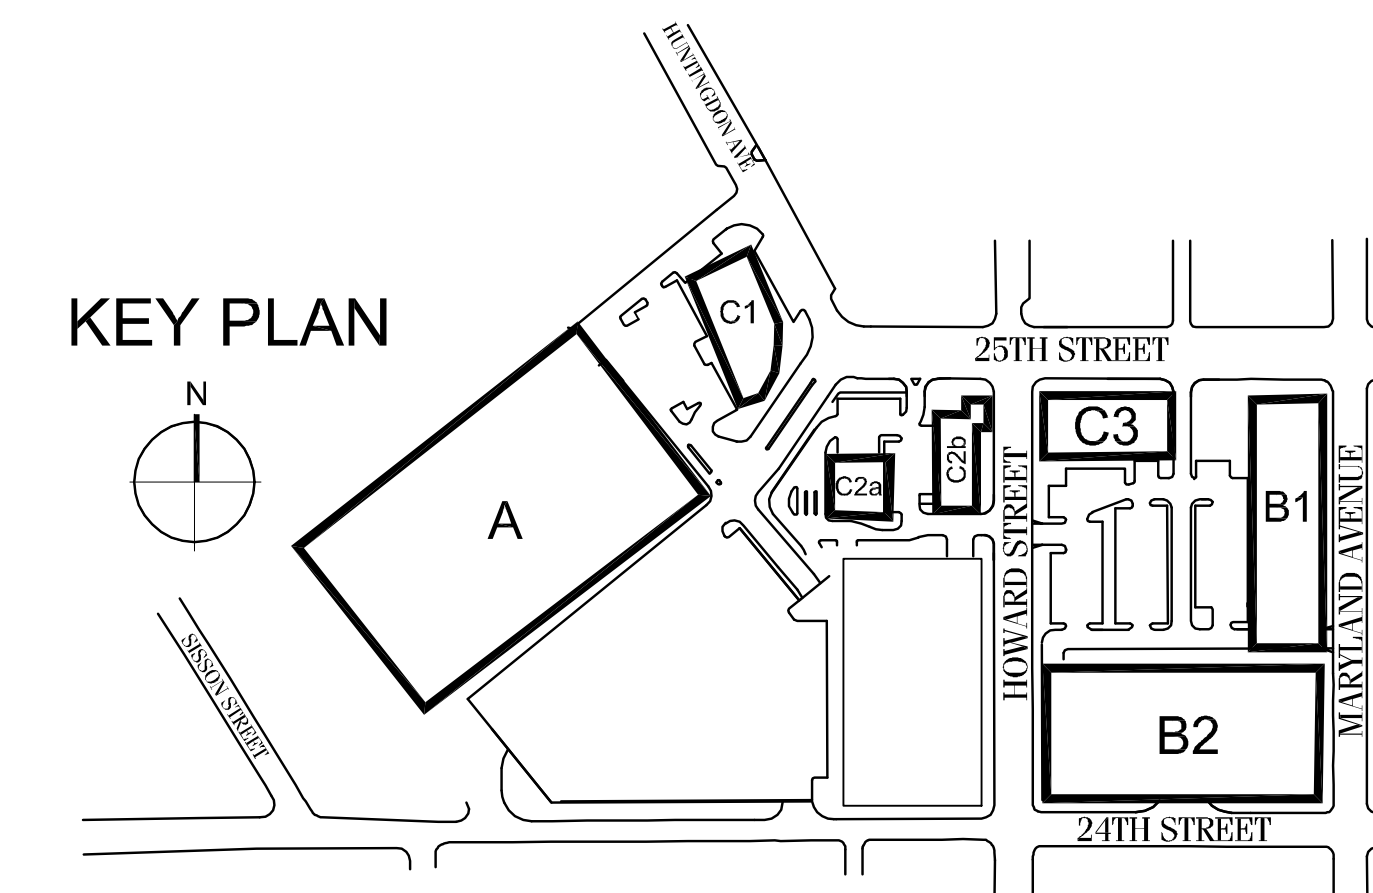 HUNTINGDON AVE
KEY PLAN
N
C1
25TH STREET
C3
C2b
C2a
A
B1
HOWARD STREET
MARYLAND AVENUE
SISSON STREET
B2
24TH STREET